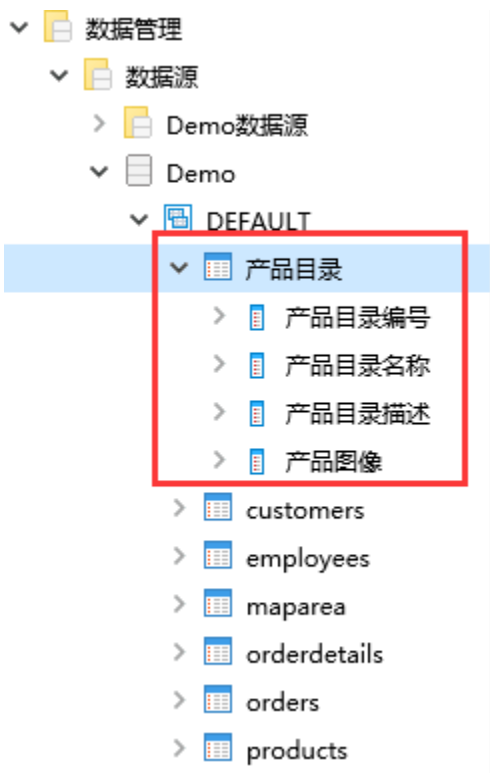 数据管理
数据源
Demo数据源
Demo
DEFAULT
产品目录
产品目录编号
产品目录名称
产品目录描述
产品图像
customers
employees
maparea
orderdetails
orders
products